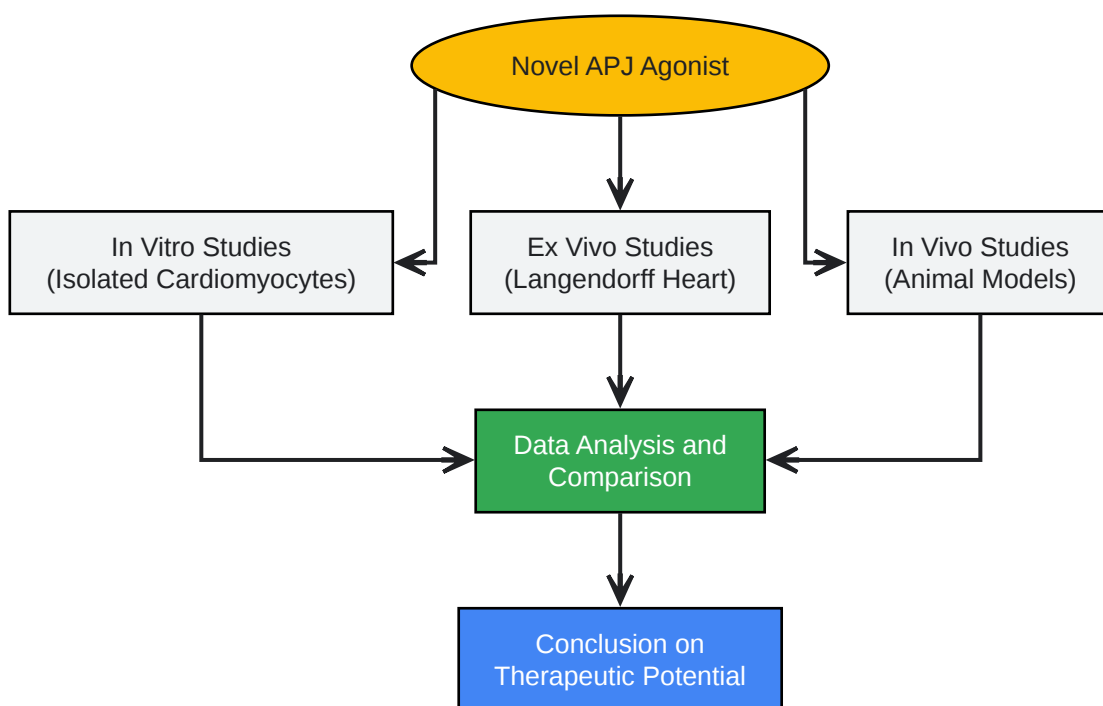 Novel APJ Agonist
In Vitro Studies
(Isolated Cardiomyocytes)
Ex Vivo Studies
(Langendorff Heart)
In Vivo Studies
(Animal Models)
Data Analysis and
Comparison
Conclusion on
Therapeutic Potential